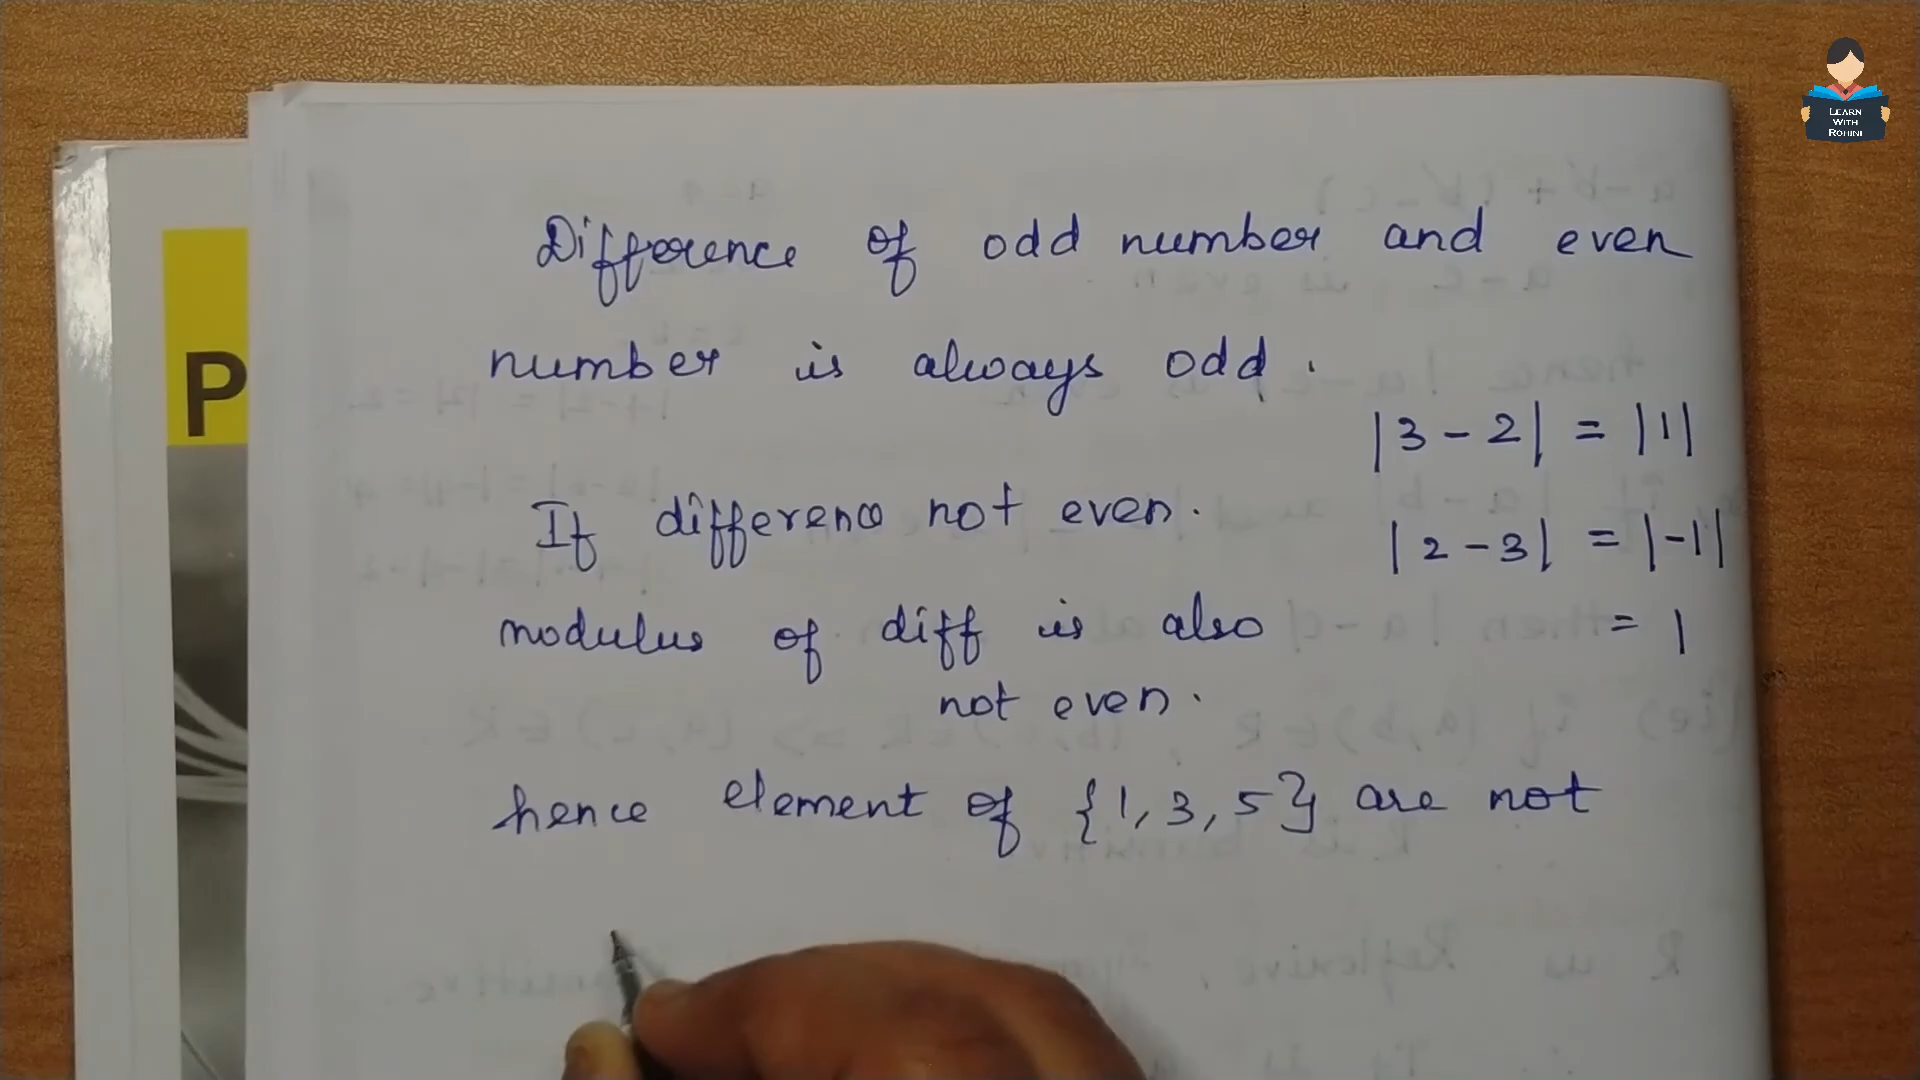 Difference of odd number and even
number is always odd.
|3 - 2| = |1|
If difference not even.
|2 - 3| = |-1|
= 1
modulus of diff is also
not even.
hence element of {1, 3, 5} are not
P
LEARN
WITH
ROHINI